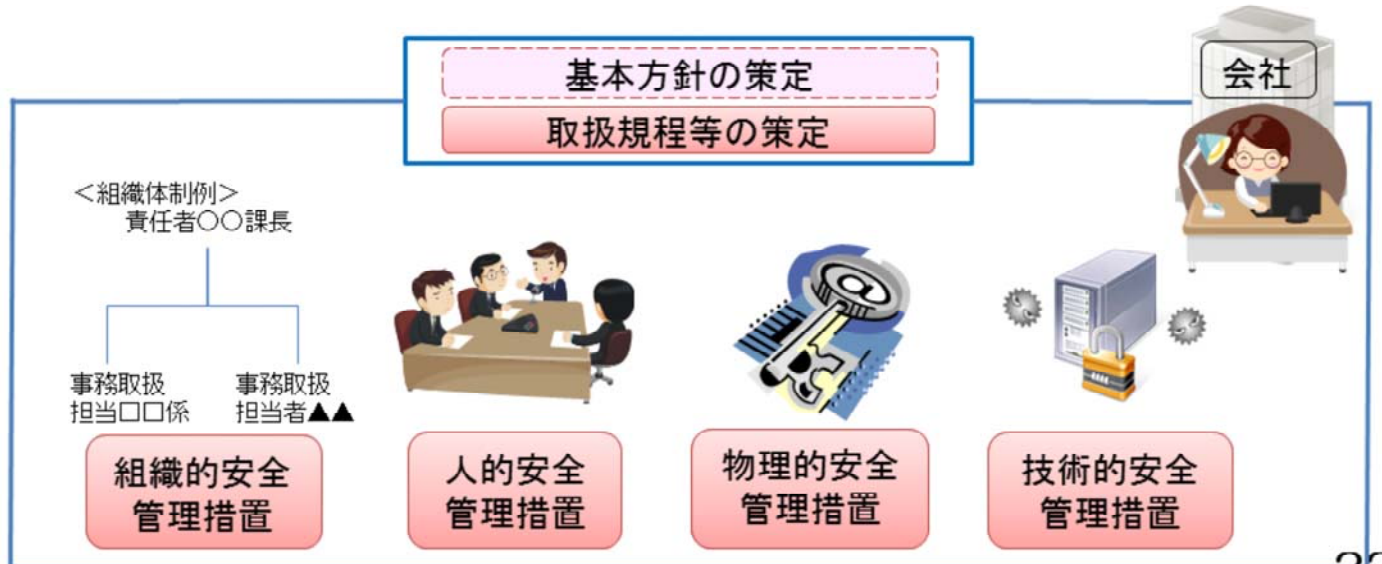 基本方針の策定
取扱規程等の策定
会社
＜組織体制例＞
責任者○○課長
事務取扱
担当□□係
事務取扱
担当者▲▲
組織的安全
管理措置
人的安全
管理措置
物理的安全
管理措置
技術的安全
管理措置